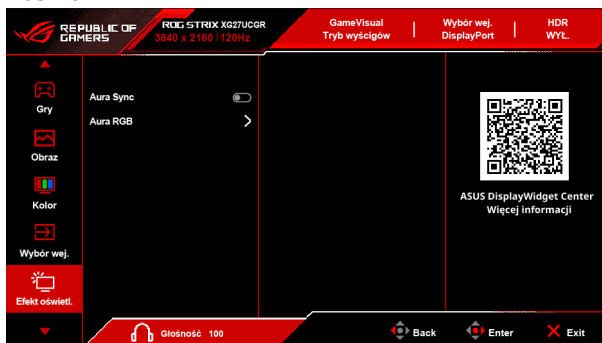 REPUBLIC OF
GAMERS
ROG STRIX XG27UCGR
3840 x 2160 120Hz
GameVisual
Tryb wyścigów
Wybór wej.
DisplayPort
HDR
WYŁ.
Gry
Obraz
Kolor
Wybór wej.
Efekt oświetl.
Aura Sync
Aura RGB
ASUS DisplayWidget Center
Więcej informacji
Głośność 100
Back
Enter
Exit